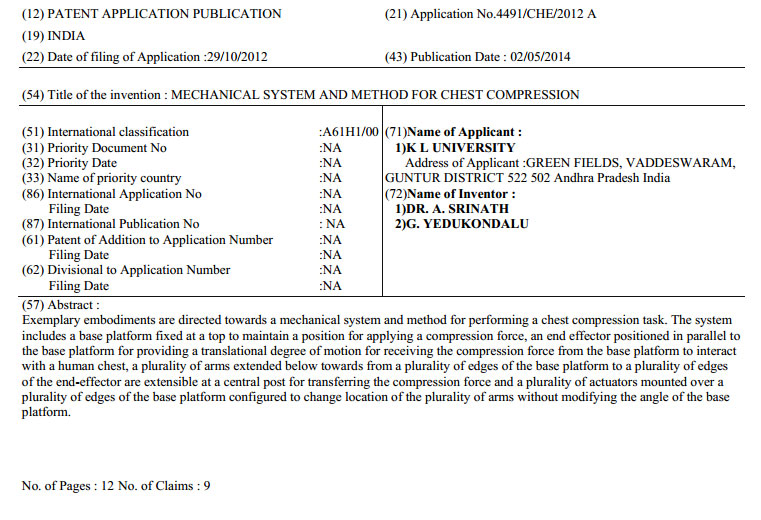 (12) PATENT APPLICATION PUBLICATION
(21) Application No.4491/CHE/2012 A
(19) INDIA
(22) Date of filing of Application :29/10/2012
(43) Publication Date : 02/05/2014
(54) Title of the invention : MECHANICAL SYSTEM AND METHOD FOR CHEST COMPRESSION
(51) International classification :A61H1/00
(31) Priority Document No :NA
(32) Priority Date :NA
(33) Name of priority country :NA
(86) International Application No :NA
Filing Date :NA
(87) International Publication No : NA
(61) Patent of Addition to Application Number :NA
Filing Date :NA
(62) Divisional to Application Number :NA
Filing Date :NA
(71)Name of Applicant :
1)K L UNIVERSITY
Address of Applicant :GREEN FIELDS, VADDESWARAM,
GUNTUR DISTRICT 522 502 Andhra Pradesh India
(72)Name of Inventor :
1)DR. A. SRINATH
2)G. YEDUKONDALU
(57) Abstract :
Exemplary embodiments are directed towards a mechanical system and method for performing a chest compression task. The system
includes a base platform fixed at a top to maintain a position for applying a compression force, an end effector positioned in parallel to
the base platform for providing a translational degree of motion for receiving the compression force from the base platform to interact
with a human chest, a plurality of arms extended below towards from a plurality of edges of the base platform to a plurality of edges
of the end-effector are extensible at a central post for transferring the compression force and a plurality of actuators mounted over a
plurality of edges of the base platform configured to change location of the plurality of arms without modifying the angle of the base
platform.
No. of Pages : 12 No. of Claims : 9